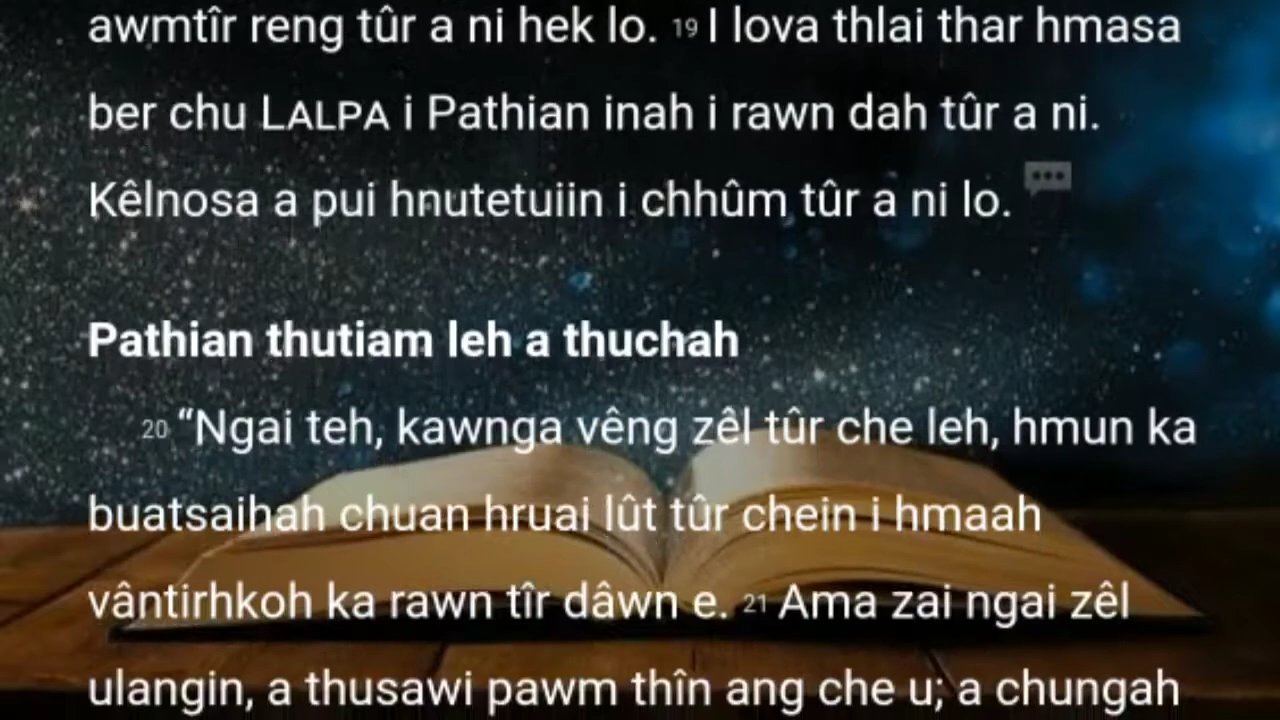 awmtîr reng tûr a ni hek lo. 19 I lova thlai thar hmasa
ber chu LALPA i Pathian inah i rawn dah tûr a ni.
Kêlnosa a pui hnutetuiin i chhûm tûr a ni lo.
Pathian thutiam leh a thuchah
20 “Ngai teh, kawnga vêng zêl tûr che leh, hmun ka
buatsaihah chuan hruai lût tûr chein i hmaah
vântirhkoh ka rawn tîr dâwn e. 21 Ama zai ngai zêl
ulangin, a thusawi pawm thîn ang che u; a chungah